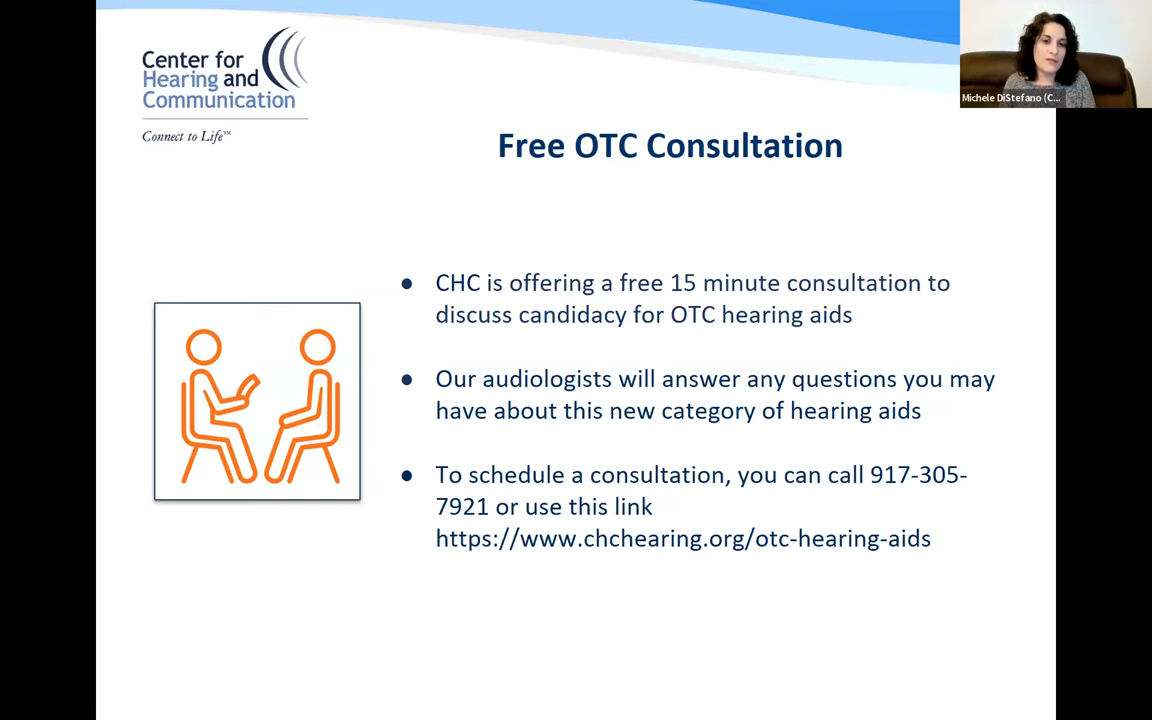 Center for
Hearing and
Communication
Connect to Life™
Michele DiStefano (C...
Free OTC Consultation
● CHC is offering a free 15 minute consultation to
discuss candidacy for OTC hearing aids
● Our audiologists will answer any questions you may
have about this new category of hearing aids
● To schedule a consultation, you can call 917-305-
7921 or use this link
https://www.chchearing.org/otc-hearing-aids